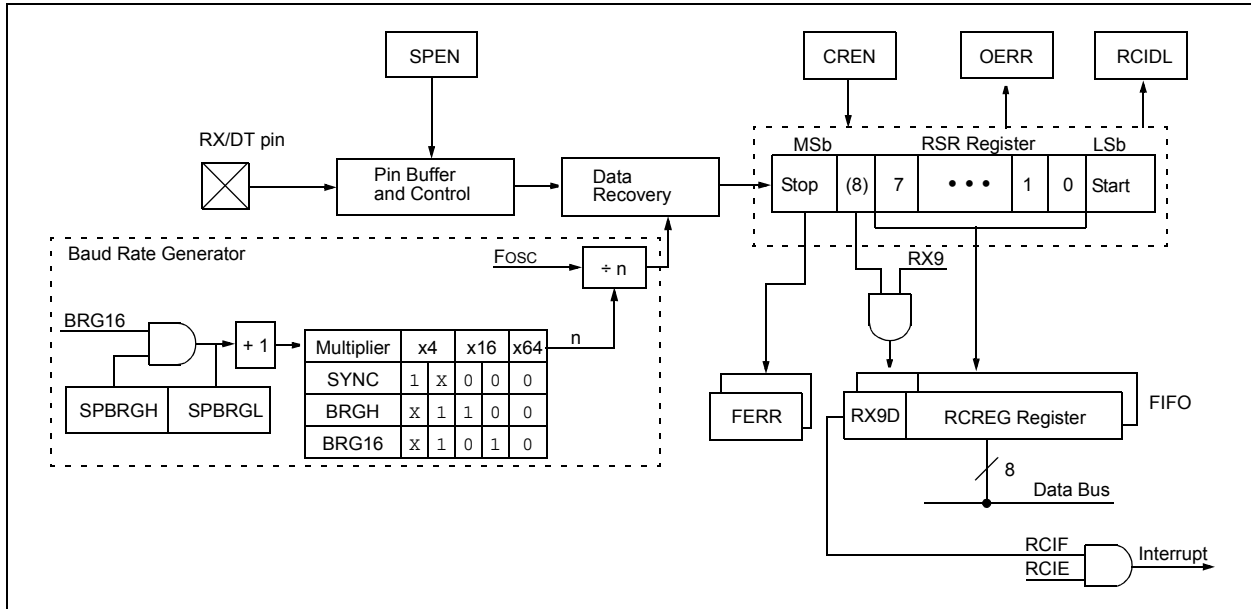 SPEN
CREN
OERR
RCIDL
RX/DT pin
Pin Buffer
and Control
Data
Recovery
MSb
RSR Register
LSb
Stop
(8)
7
• • •
1
0
Start
Baud Rate Generator
FOSC
÷ n
RX9
BRG16
+ 1
n
Multiplier x4 x16 x64
SYNC 1 X 0 0 0
BRGH X 1 1 0 0
BRG16 X 1 0 1 0
SPBRGH
SPBRGL
FERR
RX9D
RCREG Register
FIFO
8
Data Bus
RCIF
RCIE
Interrupt